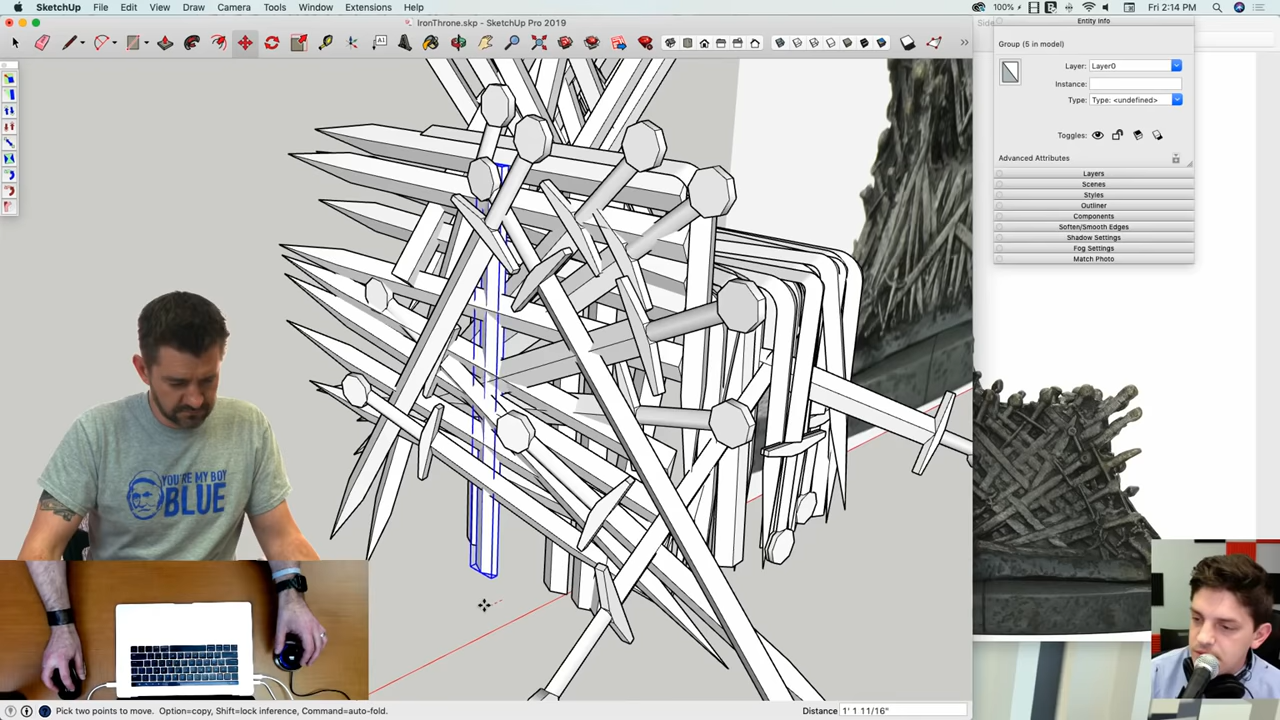 SketchUp File Edit View Draw Camera Tools Window Extensions Help
100% Fri 2:14 PM
IronThrone.skp - SketchUp Pro 2019
Side
Entity Info
Group (5 in model)
Layer: Layer0
Instance:
Type: Type: <undefined>
Toggles:
Advanced Attributes
Layers
Scenes
Styles
Outliner
Components
Soften/Smooth Edges
Shadow Settings
Fog Settings
Match Photo
YOU'RE MY BOY
BLUE
Pick two points to move. Option=copy, Shift=lock inference, Command=auto-fold.
Distance 1' 1 11/16"